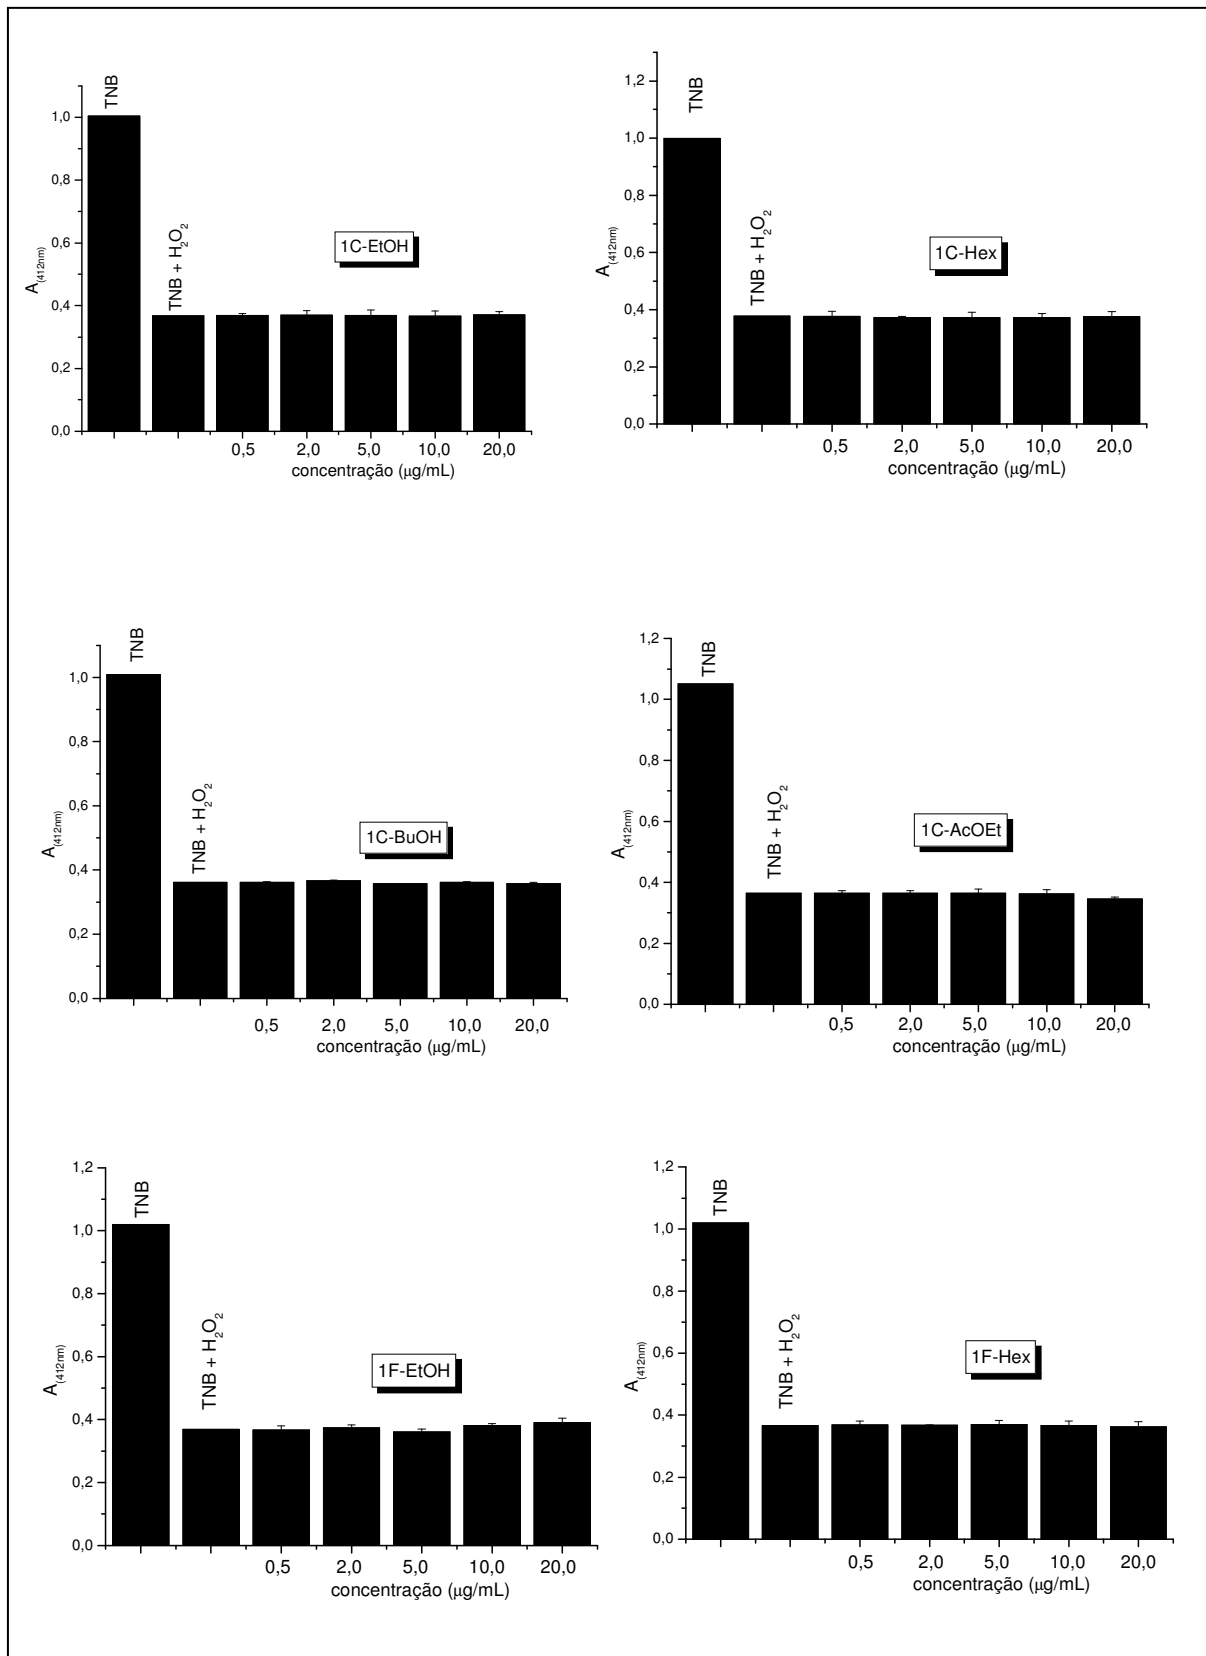 TNB
1,0
0,8
0,6
0,4
0,2
0,0
A(412nm)
TNB + H2O2
1C-EtOH
0,5 2,0 5,0 10,0 20,0
concentração (µg/mL)
TNB
1,2
1,0
0,8
0,6
0,4
0,2
0,0
A(412nm)
TNB + H2O2
1C-Hex
0,5 2,0 5,0 10,0 20,0
concentração (µg/mL)
TNB
1,0
0,8
0,6
0,4
0,2
0,0
A(412nm)
TNB + H2O2
1C-BuOH
0,5 2,0 5,0 10,0 20,0
concentração (µg/mL)
TNB
1,2
1,0
0,8
0,6
0,4
0,2
0,0
A(412nm)
TNB + H2O2
1C-AcOEt
0,5 2,0 5,0 10,0 20,0
concentração (µg/mL)
TNB
1,2
1,0
0,8
0,6
0,4
0,2
0,0
A(412nm)
TNB + H2O2
1F-EtOH
0,5 2,0 5,0 10,0 20,0
concentração (µg/mL)
TNB
1,2
1,0
0,8
0,6
0,4
0,2
0,0
A(412nm)
TNB + H2O2
1F-Hex
0,5 2,0 5,0 10,0 20,0
concentração (µg/mL)